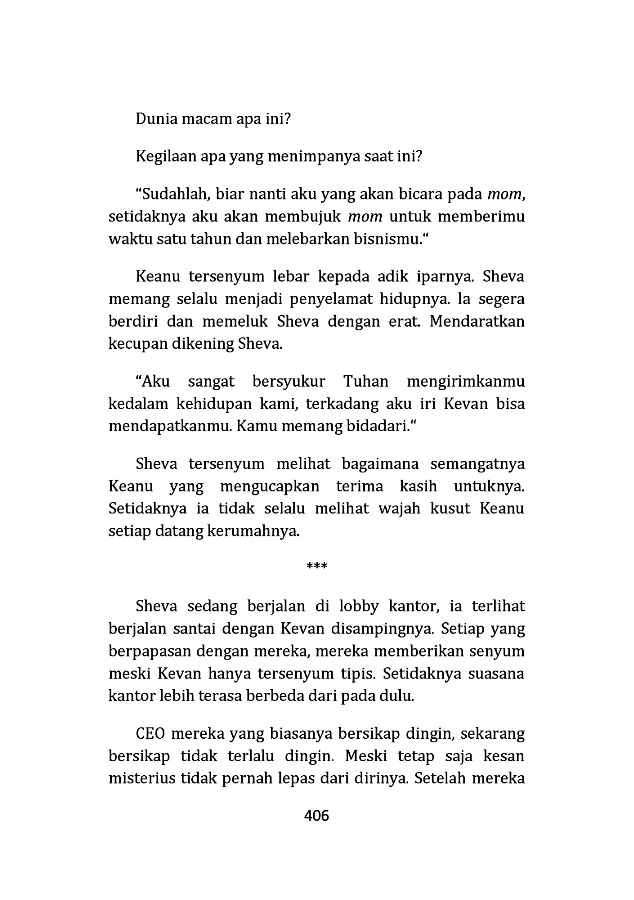 Dunia macam apa ini?
Kegilaan apa yang menimpanya saat ini?
“Sudahlah, biar nanti aku yang akan bicara pada mom,
setidaknya aku akan membujuk mom untuk memberimu
waktu satu tahun dan melebarkan bisnismu.“
Keanu tersenyum lebar kepada adik iparnya. Sheva
memang selalu menjadi penyelamat hidupnya. la segera
berdiri dan memeluk Sheva dengan erat. Mendaratkan
kecupan dikening Sheva.
“Aku sangat bersyukur Tuhan mengirimkanmu
kedalam kehidupan kami, terkadang aku iri Kevan bisa
mendapatkanmu. Kamu memang bidadari.“
Sheva tersenyum melihat bagaimana semangatnya
Keanu yang mengucapkan terima kasih untuknya.
Setidaknya ia tidak selalu melihat wajah kusut Keanu
setiap datang kerumahnya.
***
Sheva sedang berjalan di lobby kantor, ia terlihat
berjalan santai dengan Kevan disampingnya. Setiap yang
berpapasan dengan mereka, mereka memberikan senyum
meski Kevan hanya tersenyum tipis. Setidaknya suasana
kantor lebih terasa berbeda dari pada dulu.
CEO mereka yang biasanya bersikap dingin, sekarang
bersikap tidak terlalu dingin. Meski tetap saja kesan
misterius tidak pernah lepas dari dirinya. Setelah mereka
406